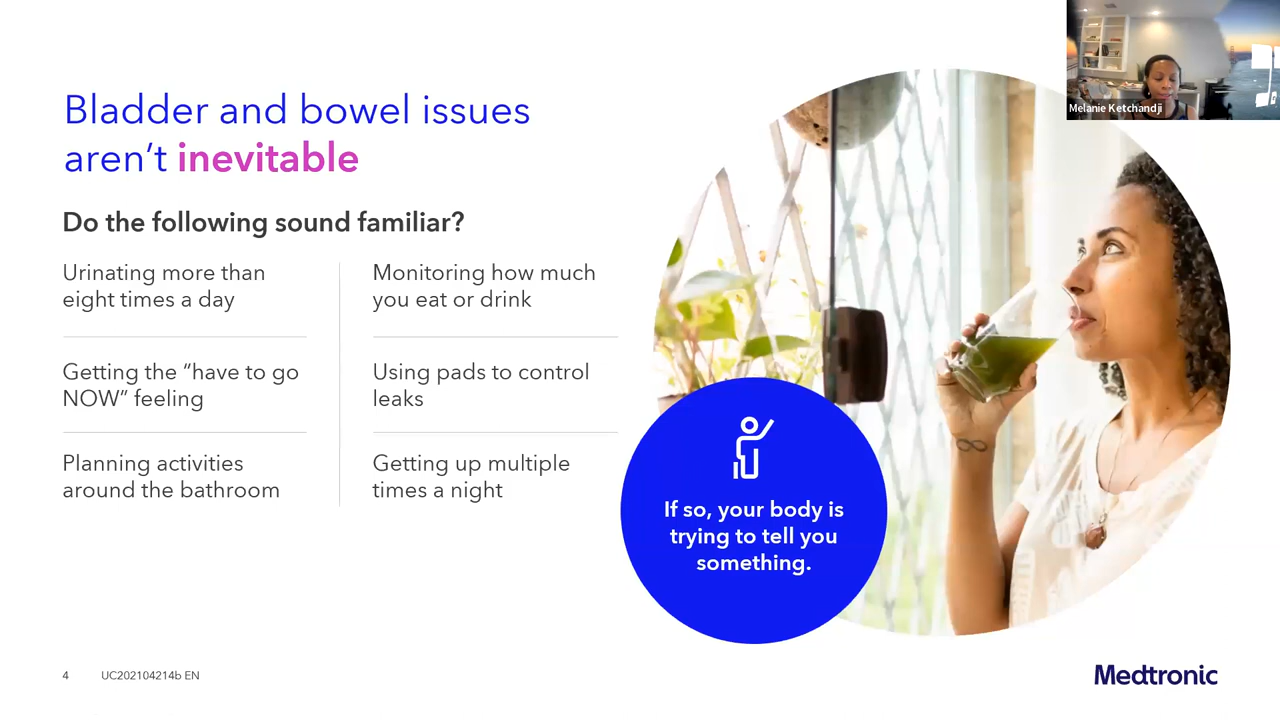 Melanie Ketchandji
Bladder and bowel issues
aren’t inevitable
Do the following sound familiar?
Urinating more than
eight times a day
Getting the “have to go
NOW” feeling
Planning activities
around the bathroom
Monitoring how much
you eat or drink
Using pads to control
leaks
Getting up multiple
times a night
If so, your body is
trying to tell you
something.
4
UC202104214b EN
Medtronic